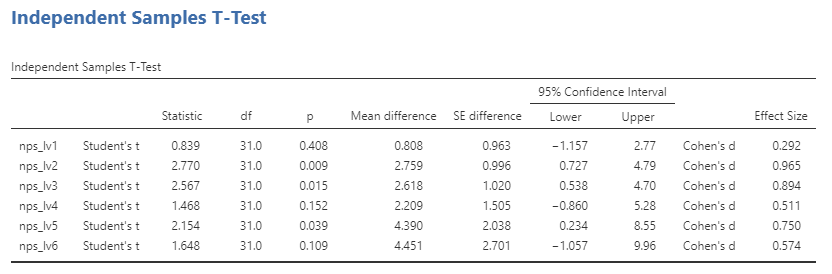 Independent Samples T-Test
Independent Samples T-Test
95% Confidence Interval
Statistic df p Mean difference SE difference Lower Upper Effect Size
nps_lv1 Student's t 0.839 31.0 0.408 0.808 0.963 −1.157 2.77 Cohen's d 0.292
nps_lv2 Student's t 2.770 31.0 0.009 2.759 0.996 0.727 4.79 Cohen's d 0.965
nps_lv3 Student's t 2.567 31.0 0.015 2.618 1.020 0.538 4.70 Cohen's d 0.894
nps_lv4 Student's t 1.468 31.0 0.152 2.209 1.505 −0.860 5.28 Cohen's d 0.511
nps_lv5 Student's t 2.154 31.0 0.039 4.390 2.038 0.234 8.55 Cohen's d 0.750
nps_lv6 Student's t 1.648 31.0 0.109 4.451 2.701 −1.057 9.96 Cohen's d 0.574